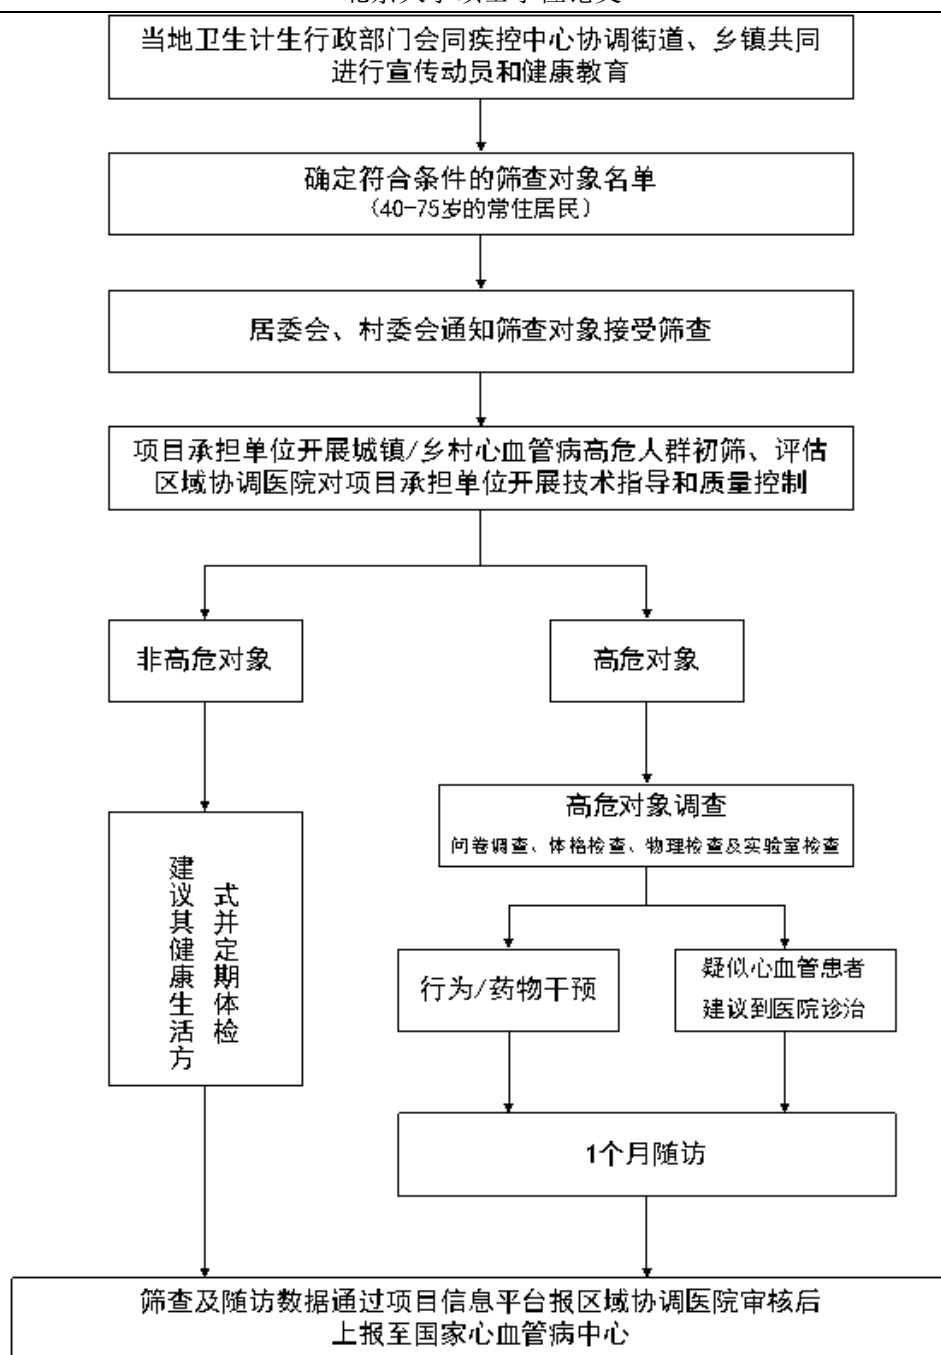 当地卫生计生行政部门会同疾控中心协调街道、乡镇共同
进行宣传动员和健康教育
确定符合条件的筛查对象名单
(40-75岁的常住居民)
居委会、村委会通知筛查对象接受筛查
项目承担单位开展城镇/乡村心血管病高危人群初筛、评估
区域协调医院对项目承担单位开展技术指导和质量控制
非高危对象
高危对象
高危对象调查
问卷调查、体格检查、物理检查及实验室检查
建议其健康生活方
式并定期体检
行为/药物干预
疑似心血管患者
建议到医院诊治
1个月随访
筛查及随访数据通过项目信息平台报区域协调医院审核后
上报至国家心血管病中心